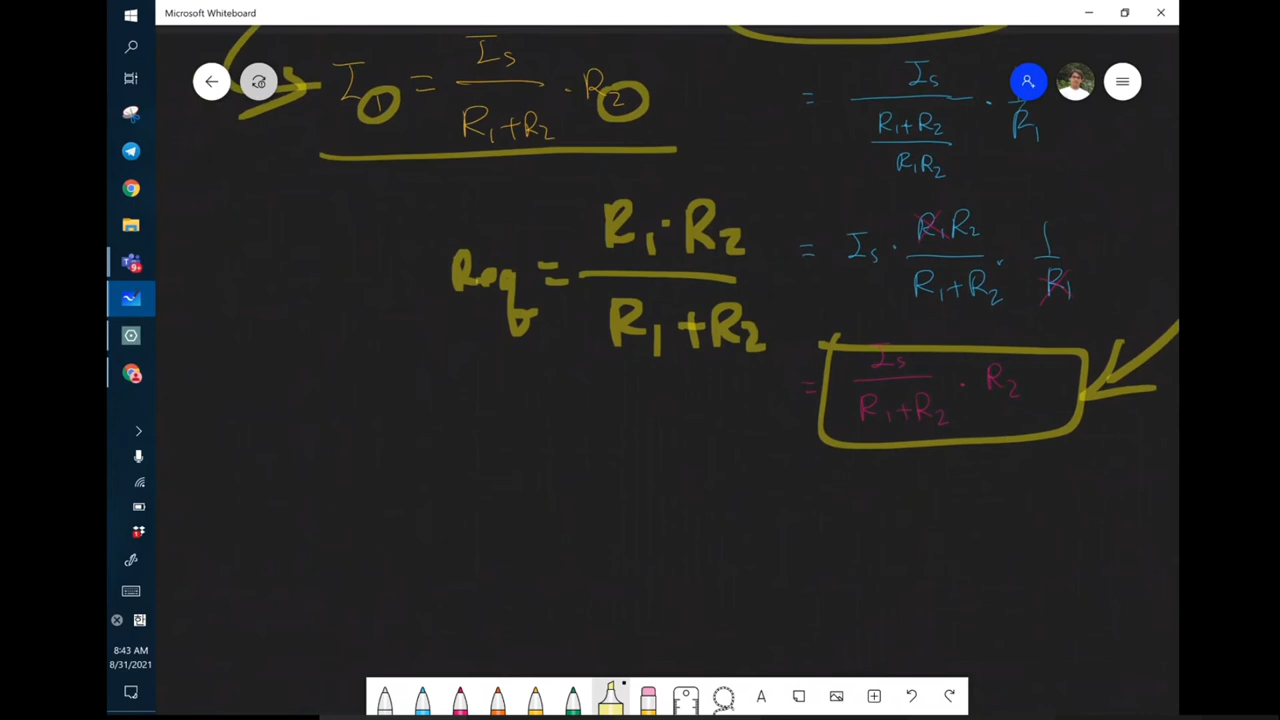 Microsoft Whiteboard
I₁ = Is / (R₁+R₂) · R₂
= Is / ((R₁+R₂) / (R₁R₂)) · 1/R₁
Req = (R₁·R₂) / (R₁+R₂)
= Is · (R₁R₂) / (R₁+R₂) · 1/R₁
= Is / (R₁+R₂) · R₂
9+
8:43 AM
8/31/2021
A